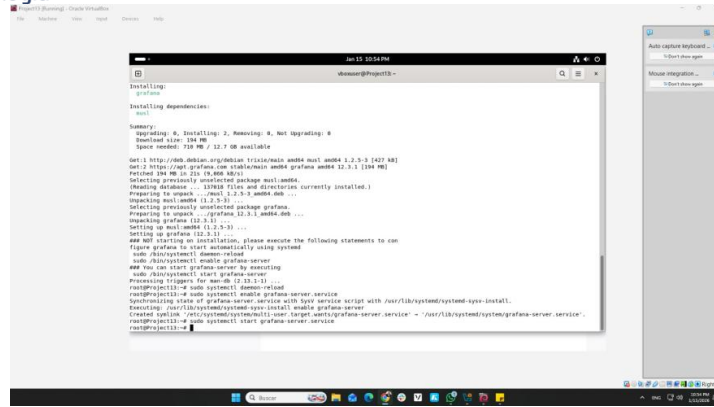 Project13 [Running] - Oracle VirtualBox
File Machine View Input Devices Help
Jan 15 10:54 PM
vboxuser@Project13: ~
Installing:
grafana
Installing dependencies:
musl
Summary:
Upgrading: 0, Installing: 2, Removing: 0, Not Upgrading: 0
Download size: 194 MB
Space needed: 710 MB / 12.7 GB available
Get:1 http://deb.debian.org/debian trixie/main amd64 musl amd64 1.2.5-3 [427 kB]
Get:2 https://apt.grafana.com stable/main amd64 grafana amd64 12.3.1 [194 MB]
Fetched 194 MB in 21s (9,060 kB/s)
Selecting previously unselected package musl:amd64.
(Reading database ... 137016 files and directories currently installed.)
Preparing to unpack .../musl_1.2.5-3_amd64.deb ...
Unpacking musl:amd64 (1.2.5-3) ...
Selecting previously unselected package grafana.
Preparing to unpack .../grafana_12.3.1_amd64.deb ...
Unpacking grafana (12.3.1) ...
Setting up musl:amd64 (1.2.5-3) ...
Setting up grafana (12.3.1) ...
### NOT starting on installation, please execute the following statements to con
figure grafana to start automatically using systemd
sudo /bin/systemctl daemon-reload
sudo /bin/systemctl enable grafana-server
### You can start grafana-server by executing
sudo /bin/systemctl start grafana-server
Processing triggers for man-db (2.13.1-1) ...
root@Project13:~# sudo systemctl daemon-reload
root@Project13:~# sudo systemctl enable grafana-server.service
Synchronizing state of grafana-server.service with SysV service script with /usr/lib/systemd/systemd-sysv-install.
Executing: /usr/lib/systemd/systemd-sysv-install enable grafana-server
Created symlink '/etc/systemd/system/multi-user.target.wants/grafana-server.service' → '/usr/lib/systemd/system/grafana-server.service'.
root@Project13:~# sudo systemctl start grafana-server.service
root@Project13:~#
Auto capture keyboard ...
Don't show again
Mouse integration ...
Don't show again
Right
Buscar
ENG
10:54 PM
1/15/2026